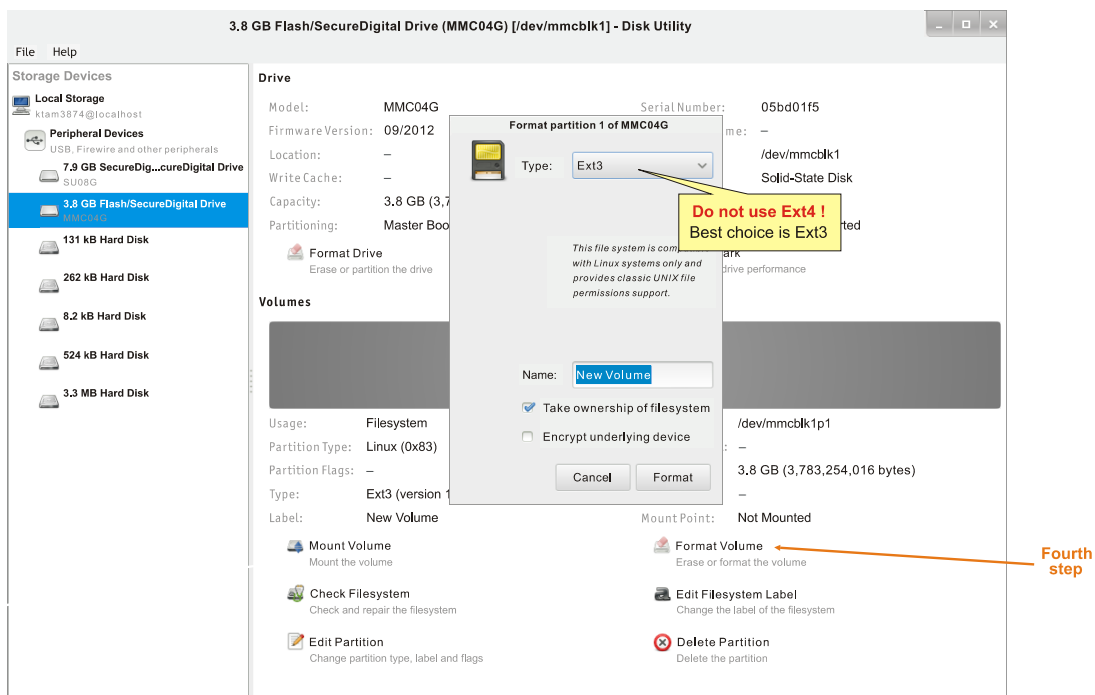 3.8 GB Flash/SecureDigital Drive (MMC04G) [/dev/mmcblk1] - Disk Utility
File Help
Storage Devices
Local Storage
ktam3874@localhost
Peripheral Devices
USB, Firewire and other peripherals
7.9 GB SecureDig...cureDigital Drive
SU08G
3.8 GB Flash/SecureDigital Drive
MMC04G
131 kB Hard Disk
262 kB Hard Disk
8.2 kB Hard Disk
524 kB Hard Disk
3.3 MB Hard Disk
Drive
Model: MMC04G
Serial Number: 05bd01f5
Firmware Version: 09/2012
me: –
Location: –
/dev/mmcblk1
Write Cache: –
Solid-State Disk
Capacity: 3.8 GB (3,7
Partitioning: Master Boo
rted
Format Drive
Erase or partition the drive
ark
drive performance
Format partition 1 of MMC04G
Type: Ext3
Do not use Ext4 !
Best choice is Ext3
This file system is comp
with Linux systems only and
provides classic UNIX file
permissions support.
Name: New Volume
Take ownership of filesystem
Encrypt underlying device
Cancel Format
Volumes
Usage: Filesystem
/dev/mmcblk1p1
Partition Type: Linux (0x83)
: –
Partition Flags: –
3.8 GB (3,783,254,016 bytes)
Type: Ext3 (version 1
–
Label: New Volume
Mount Point: Not Mounted
Mount Volume
Mount the volume
Format Volume
Erase or format the volume
Fourth
step
Check Filesystem
Check and repair the filesystem
Edit Filesystem Label
Change the label of the filesystem
Edit Partition
Change partition type, label and flags
Delete Partition
Delete the partition